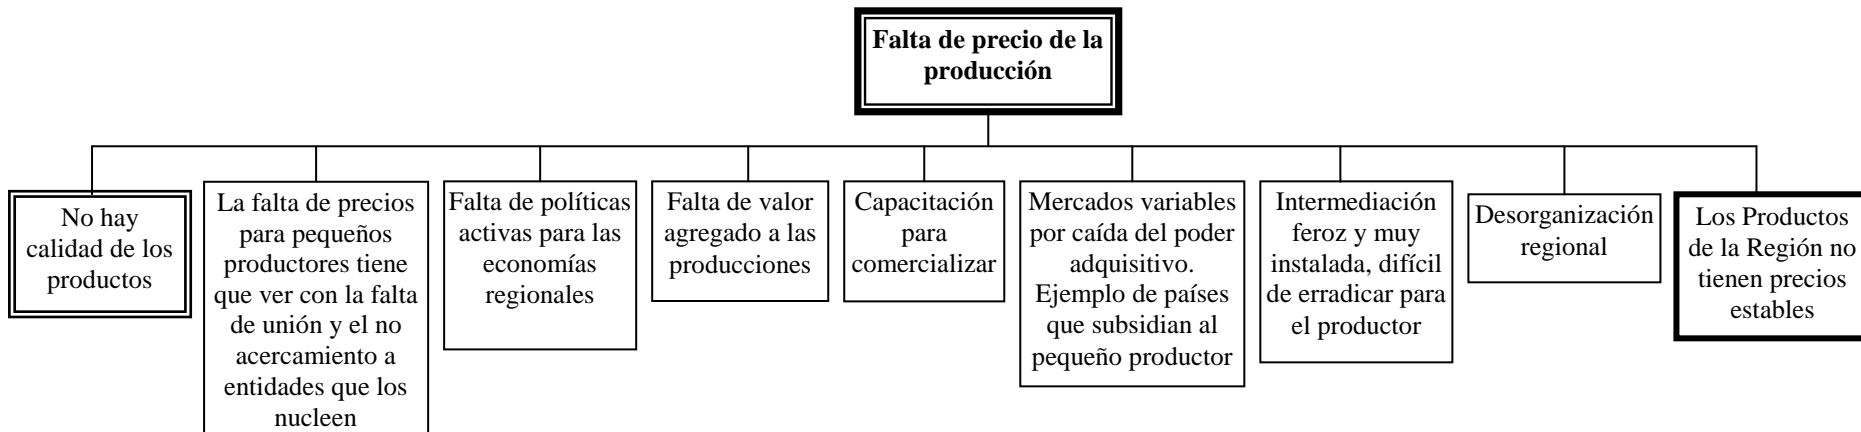 Falta de precio de la
producción
No hay
calidad de los
productos
La falta de precios
para pequeños
productores tiene
que ver con la falta
de unión y el no
acercamiento a
entidades que los
nucleen
Falta de políticas
activas para las
economías
regionales
Falta de valor
agregado a las
producciones
Capacitación
para
comercializar
Mercados variables
por caída del poder
adquisitivo.
Ejemplo de países
que subsidian al
pequeño productor
Intermediación
feroz y muy
instalada, difícil
de erradicar para
el productor
Desorganización
regional
Los Productos
de la Región no
tienen precios
estables